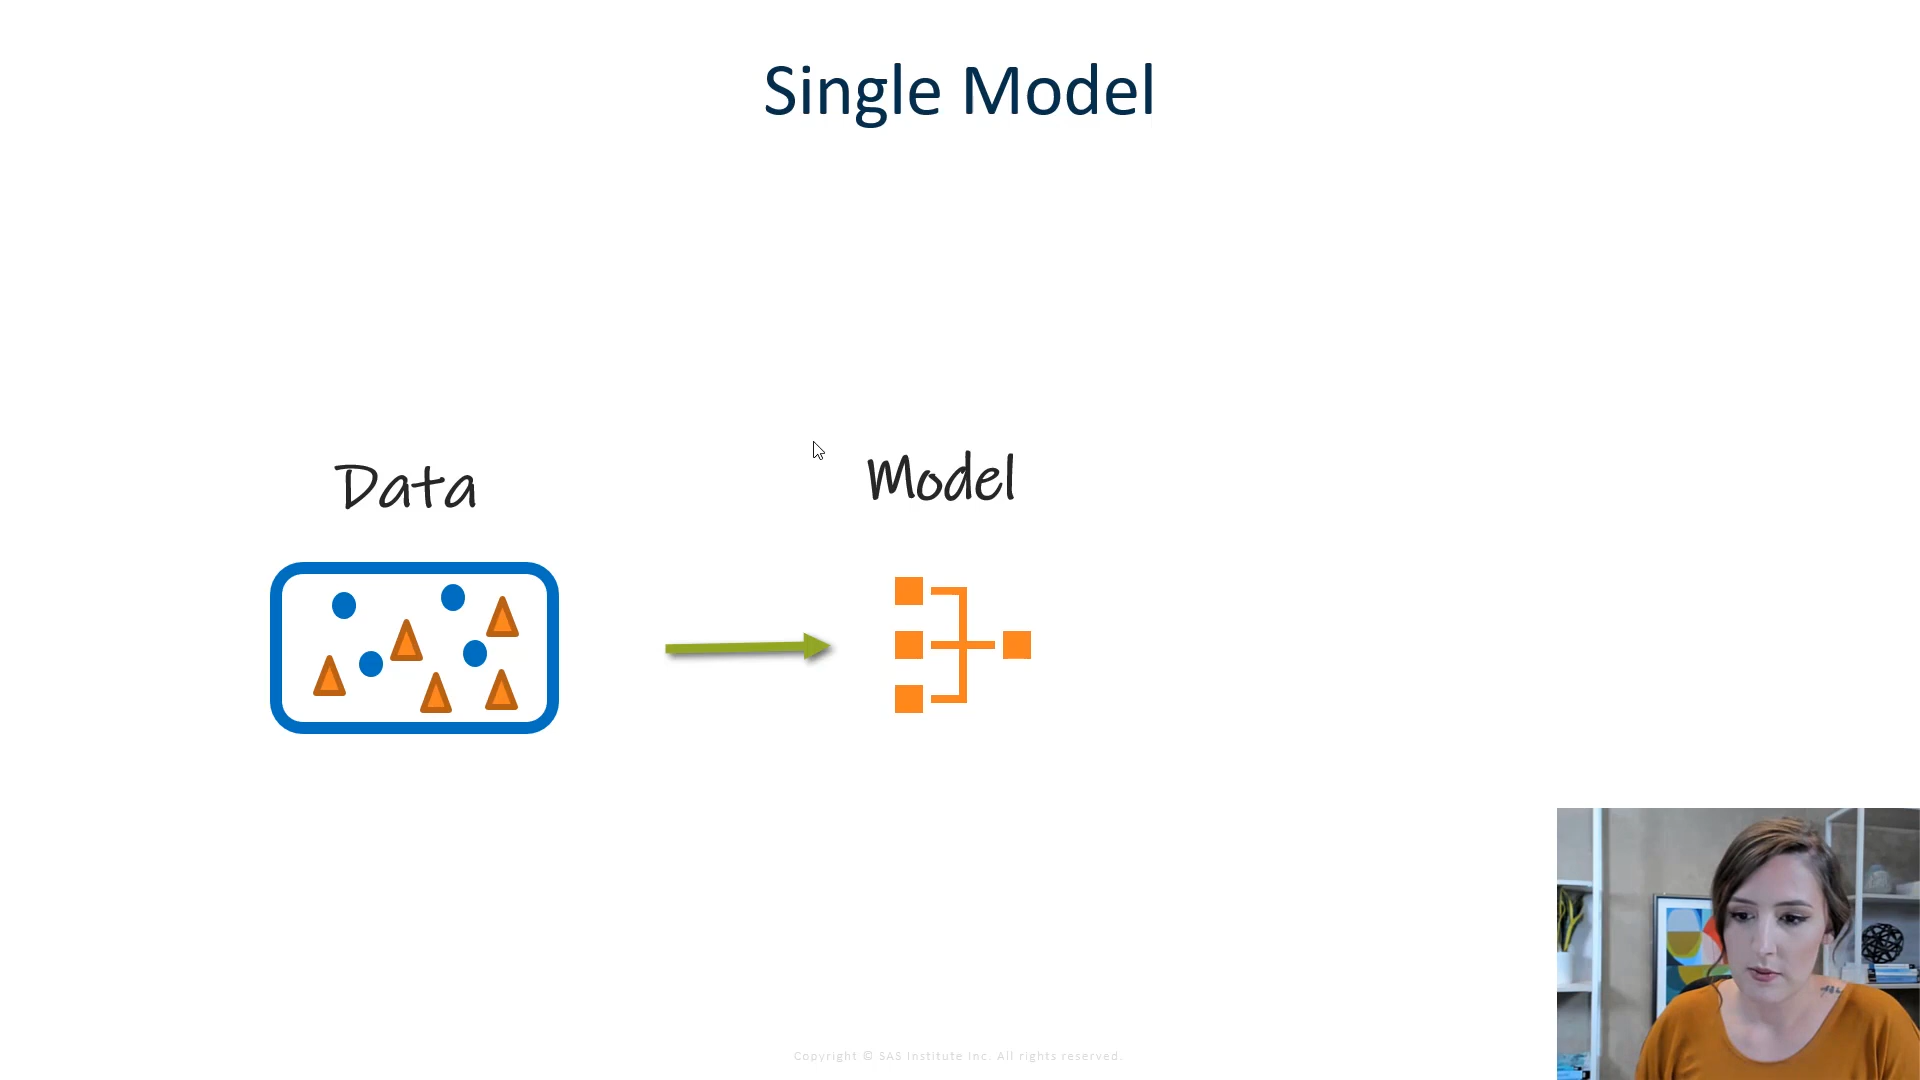 Single Model
Data
Model
Copyright © SAS Institute Inc. All rights reserved.